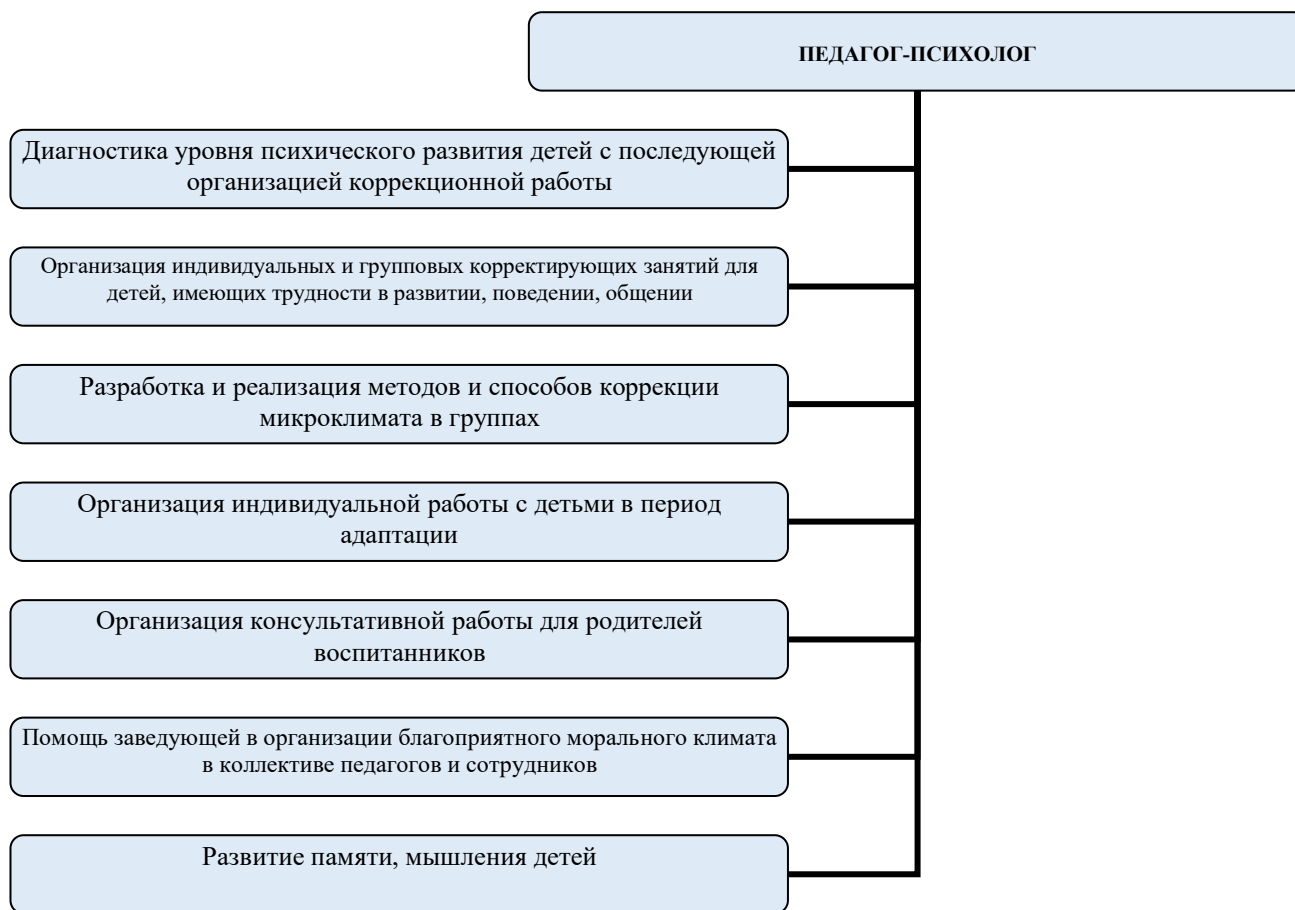 ПЕДАГОГ-ПСИХОЛОГ
Диагностика уровня психического развития детей с последующей
организацией коррекционной работы
Организация индивидуальных и групповых корректирующих занятий для
детей, имеющих трудности в развитии, поведении, общении
Разработка и реализация методов и способов коррекции
микроклимата в группах
Организация индивидуальной работы с детьми в период
адаптации
Организация консультативной работы для родителей
воспитанников
Помощь заведующей в организации благоприятного морального климата
в коллективе педагогов и сотрудников
Развитие памяти, мышления детей